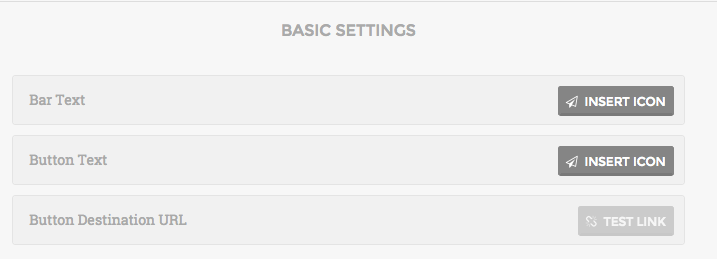 BASIC SETTINGS
Bar Text
INSERT ICON
Button Text
INSERT ICON
Button Destination URL
TEST LINK